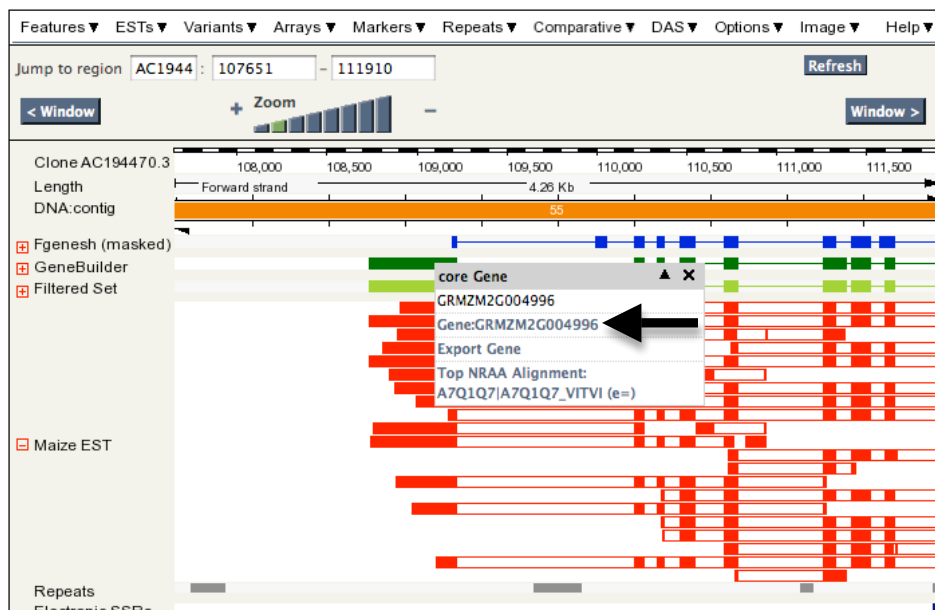 Features▼ ESTs▼ Variants▼ Arrays▼ Markers▼ Repeats▼ Comparative▼ DAS▼ Options▼ Image▼ Help▼
Jump to region AC1944 : 107651 - 111910 Refresh
< Window + Zoom - Window >
Clone AC194470.3
108,000 108,500 109,000 109,500 110,000 110,500 111,000 111,500
Length Forward strand 4.26 Kb
DNA:contig 55
Fgenesh (masked)
GeneBuilder
Filtered Set
core Gene
GRMZM2G004996
Gene:GRMZM2G004996
Export Gene
Top NRAA Alignment:
A7Q1Q7|A7Q1Q7_VITVI (e=)
Maize EST
Repeats
Electronic SSRs